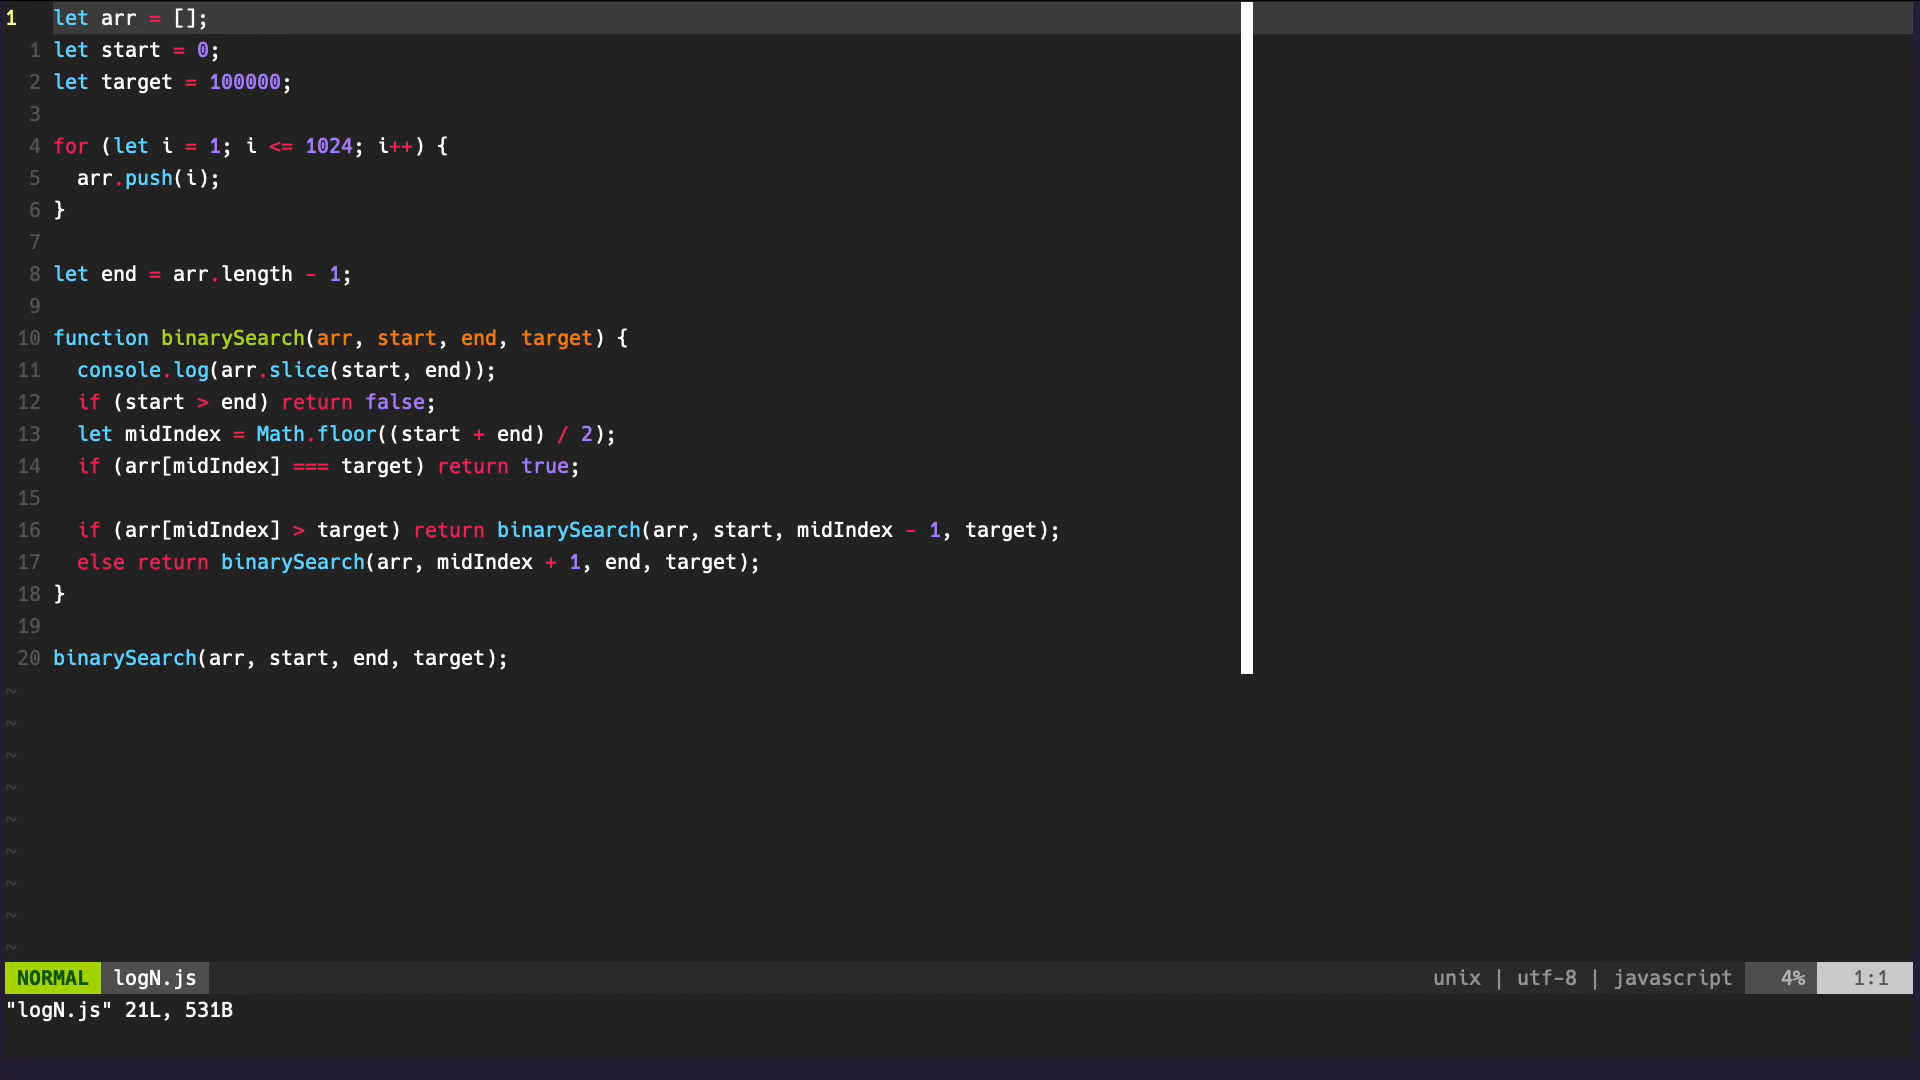 1   let arr = [];
  1 let start = 0;
  2 let target = 100000;
  3
  4 for (let i = 1; i <= 1024; i++) {
  5   arr.push(i);
  6 }
  7
  8 let end = arr.length - 1;
  9
 10 function binarySearch(arr, start, end, target) {
 11   console.log(arr.slice(start, end));
 12   if (start > end) return false;
 13   let midIndex = Math.floor((start + end) / 2);
 14   if (arr[midIndex] === target) return true;
 15
 16   if (arr[midIndex] > target) return binarySearch(arr, start, midIndex - 1, target);
 17   else return binarySearch(arr, midIndex + 1, end, target);
 18 }
 19
 20 binarySearch(arr, start, end, target);
~
~
~
~
~
~
~
~
~
NORMAL logN.js unix | utf-8 | javascript 4% 1:1
"logN.js" 21L, 531B